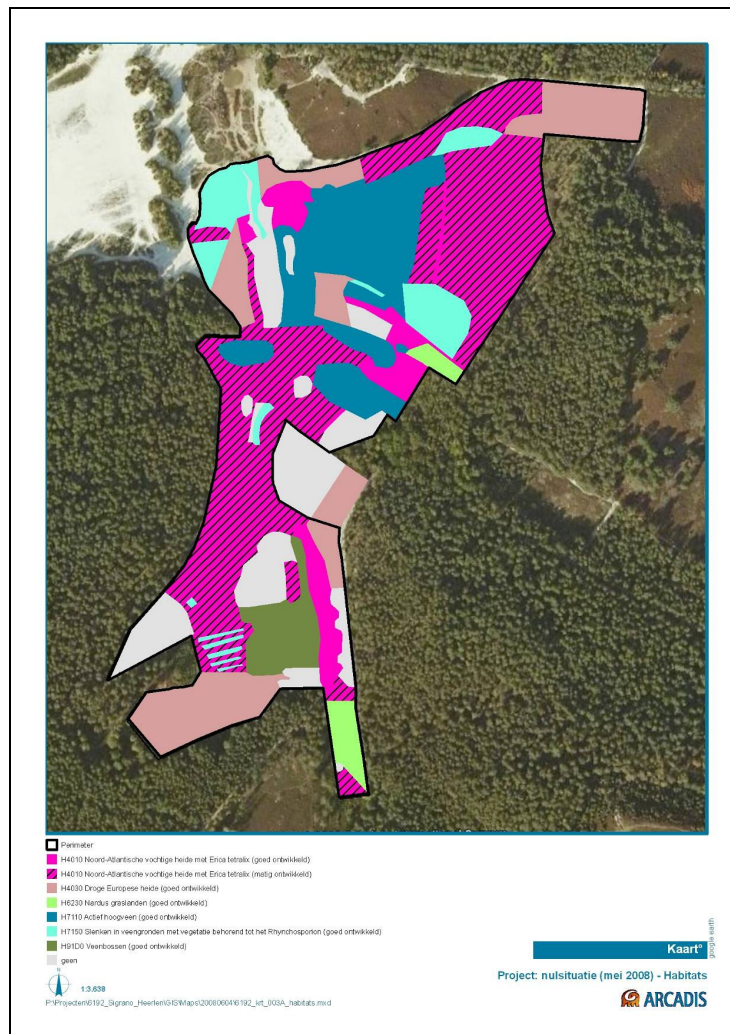 Perimeter
H4010 Noord-Atlantische vochtige heide met Erica tetralix (goed ontwikkeld)
H4010 Noord-Atlantische vochtige heide met Erica tetralix (matig ontwikkeld)
H4030 Droge Europese heide (goed ontwikkeld)
H6230 Nardus graslanden (goed ontwikkeld)
H7110 Actief hoogveen (goed ontwikkeld)
H7150 Slenken in veengronden met vegetatie behorend tot het Rhynchosporion (goed ontwikkeld)
H91D0 Veenbossen (goed ontwikkeld)
geen
N
1:3.638
P:\Projecten\6192_Sigrano_Heerlen\GIS\Maps\20080604\6192_krt_003A_habitats.mxd
google earth
Kaart°
Project: nulsituatie (mei 2008) - Habitats
ARCADIS